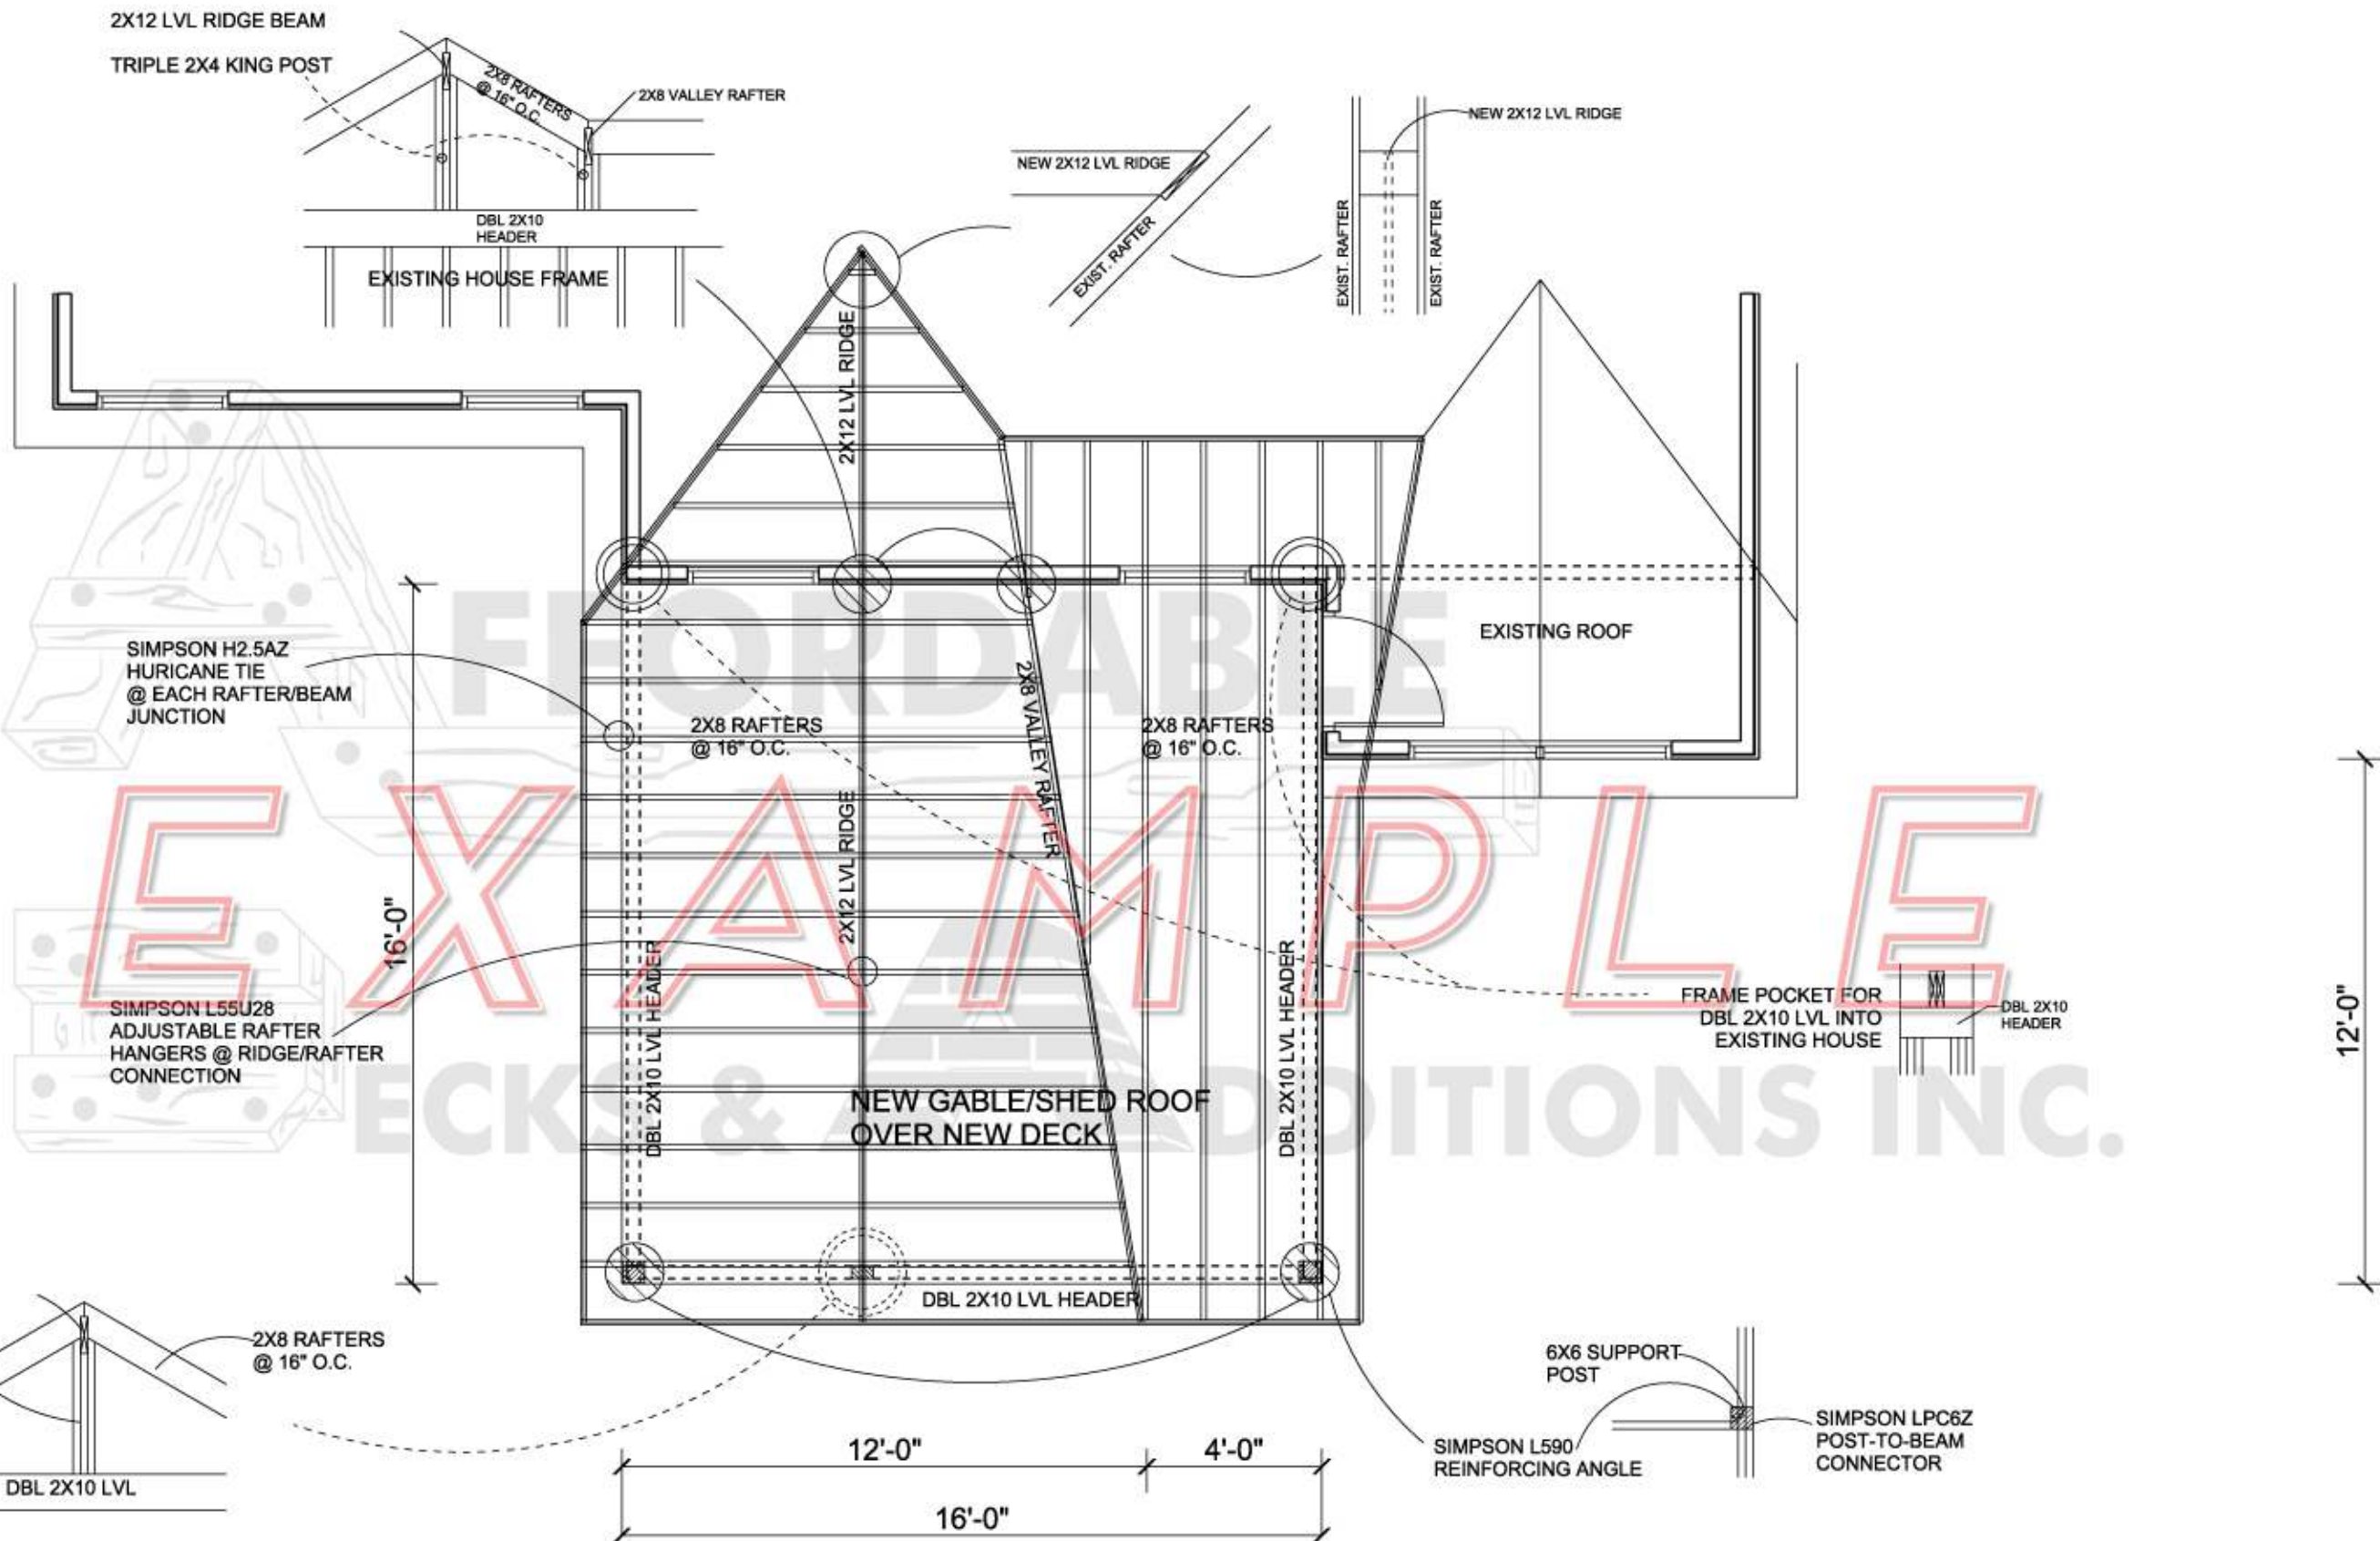 2X12 LVL RIDGE BEAM
TRIPLE 2X4 KING POST
2X8 RAFTERS
@ 16" O.C.
2X8 VALLEY RAFTER
DBL 2X10
HEADER
EXISTING HOUSE FRAME
NEW 2X12 LVL RIDGE
EXIST. RAFTER
NEW 2X12 LVL RIDGE
EXIST. RAFTER
EXIST. RAFTER
2X12 LVL RIDGE
EXISTING ROOF
SIMPSON H2.5AZ
HURICANE TIE
@ EACH RAFTER/BEAM
JUNCTION
2X8 RAFTERS
@ 16" O.C.
2X8 VALLEY RAFTER
2X8 RAFTERS
@ 16" O.C.
FFORDABLE
EXAMPLE
2X12 LVL RIDGE
16'-0"
12'-0"
SIMPSON L55U28
ADJUSTABLE RAFTER
HANGERS @ RIDGE/RAFTER
CONNECTION
DBL 2X10 LVL HEADER
DBL 2X10 LVL HEADER
FRAME POCKET FOR
DBL 2X10 LVL INTO
EXISTING HOUSE
DBL 2X10
HEADER
ECKS & DDITIONS INC.
NEW GABLE/SHED ROOF
OVER NEW DECK
DBL 2X10 LVL HEADER
2X8 RAFTERS
@ 16" O.C.
DBL 2X10 LVL
6X6 SUPPORT
POST
SIMPSON L590
REINFORCING ANGLE
SIMPSON LPC6Z
POST-TO-BEAM
CONNECTOR
12'-0"
4'-0"
16'-0"